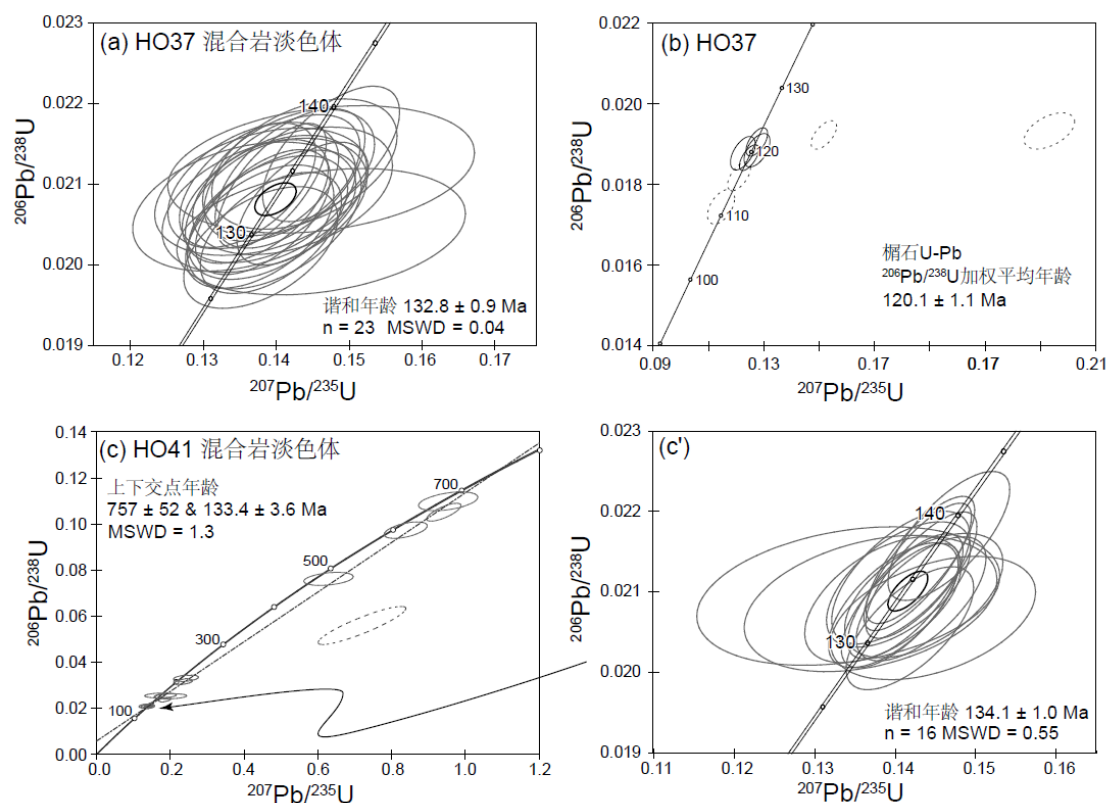 (a) HO37 混合岩淡色体
0.023
0.022
0.021
0.020
0.019
²⁰⁶Pb/²³⁸U
140
130
谐和年龄 132.8 ± 0.9 Ma
n = 23 MSWD = 0.04
0.12
0.13
0.14
0.15
0.16
0.17
²⁰⁷Pb/²³⁵U
(b) HO37
0.022
0.020
0.018
0.016
0.014
²⁰⁶Pb/²³⁸U
130
120
110
100
榍石U-Pb
²⁰⁶Pb/²³⁸U加权平均年龄
120.1 ± 1.1 Ma
0.09
0.13
0.17
0.17
0.21
²⁰⁷Pb/²³⁵U
(c) HO41 混合岩淡色体
0.14
0.12
0.10
0.08
0.06
0.04
0.02
0.00
²⁰⁶Pb/²³⁸U
上下交点年龄
757 ± 52 & 133.4 ± 3.6 Ma
MSWD = 1.3
700
500
300
100
0.0
0.2
0.4
0.6
0.8
1.0
1.2
²⁰⁷Pb/²³⁵U
(c')
0.023
0.022
0.021
0.020
0.019
²⁰⁶Pb/²³⁸U
140
130
谐和年龄 134.1 ± 1.0 Ma
n = 16 MSWD = 0.55
0.11
0.12
0.13
0.14
0.15
0.16
²⁰⁷Pb/²³⁵U